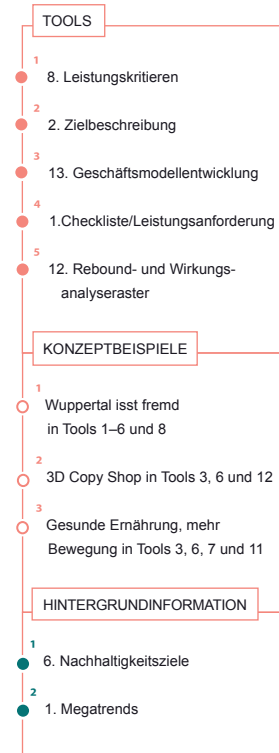 TOOLS
1
8. Leistungskritieren
2
2. Zielbeschreibung
3
13. Geschäftsmodellentwicklung
4
1.Checkliste/Leistungsanforderung
5
12. Rebound- und Wirkungs-
analyseraster
KONZEPTBEISPIELE
1
Wuppertal isst fremd
in Tools 1–6 und 8
2
3D Copy Shop in Tools 3, 6 und 12
3
Gesunde Ernährung, mehr
Bewegung in Tools 3, 6, 7 und 11
HINTERGRUNDINFORMATION
1
6. Nachhaltigkeitsziele
2
1. Megatrends